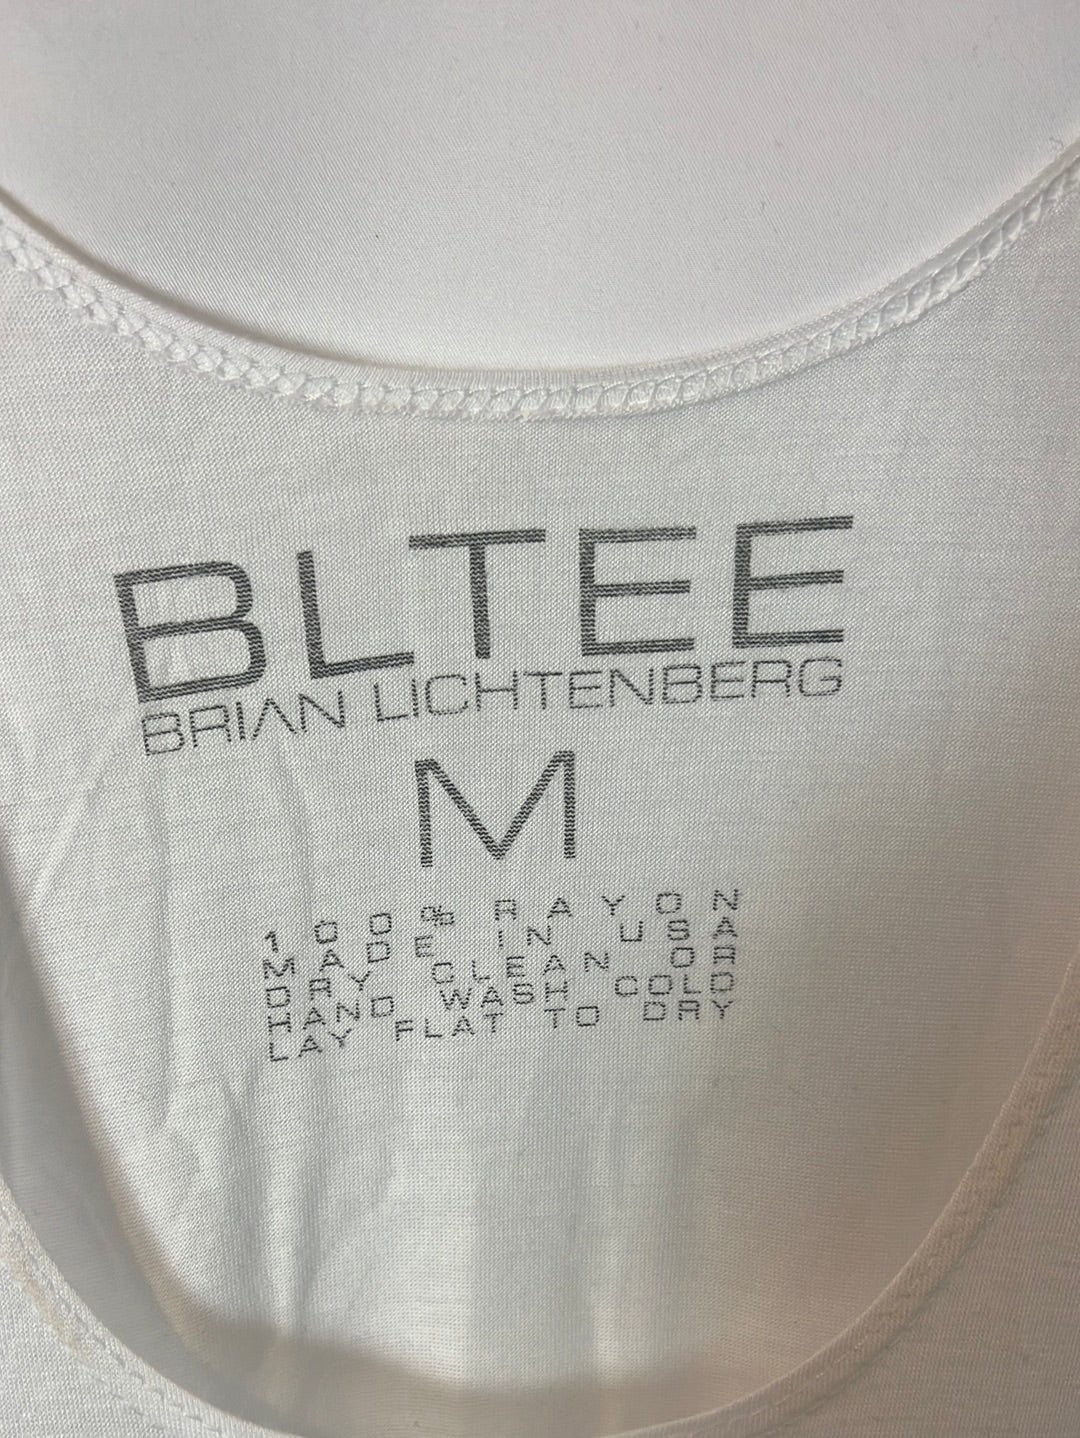 BLTEE
BRIAN LICHTENBERG
M
100% RAYON
MADE IN USA
DRY CLEAN OR
HAND WASH COLD
LAY FLAT TO DRY